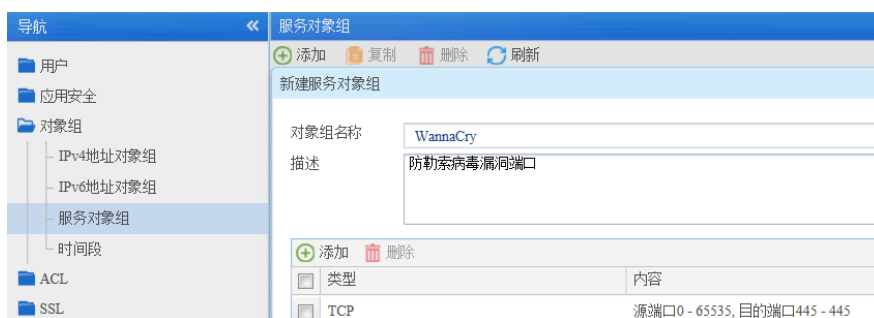 导航
服务对象组
添加 复制 删除 刷新
用户
新建服务对象组
应用安全
对象组
对象组名称 WannaCry
IPv4地址对象组
描述 防勒索病毒漏洞端口
IPv6地址对象组
服务对象组
时间段
添加 删除
ACL
类型 内容
SSL
TCP 源端口0 - 65535, 目的端口445 - 445